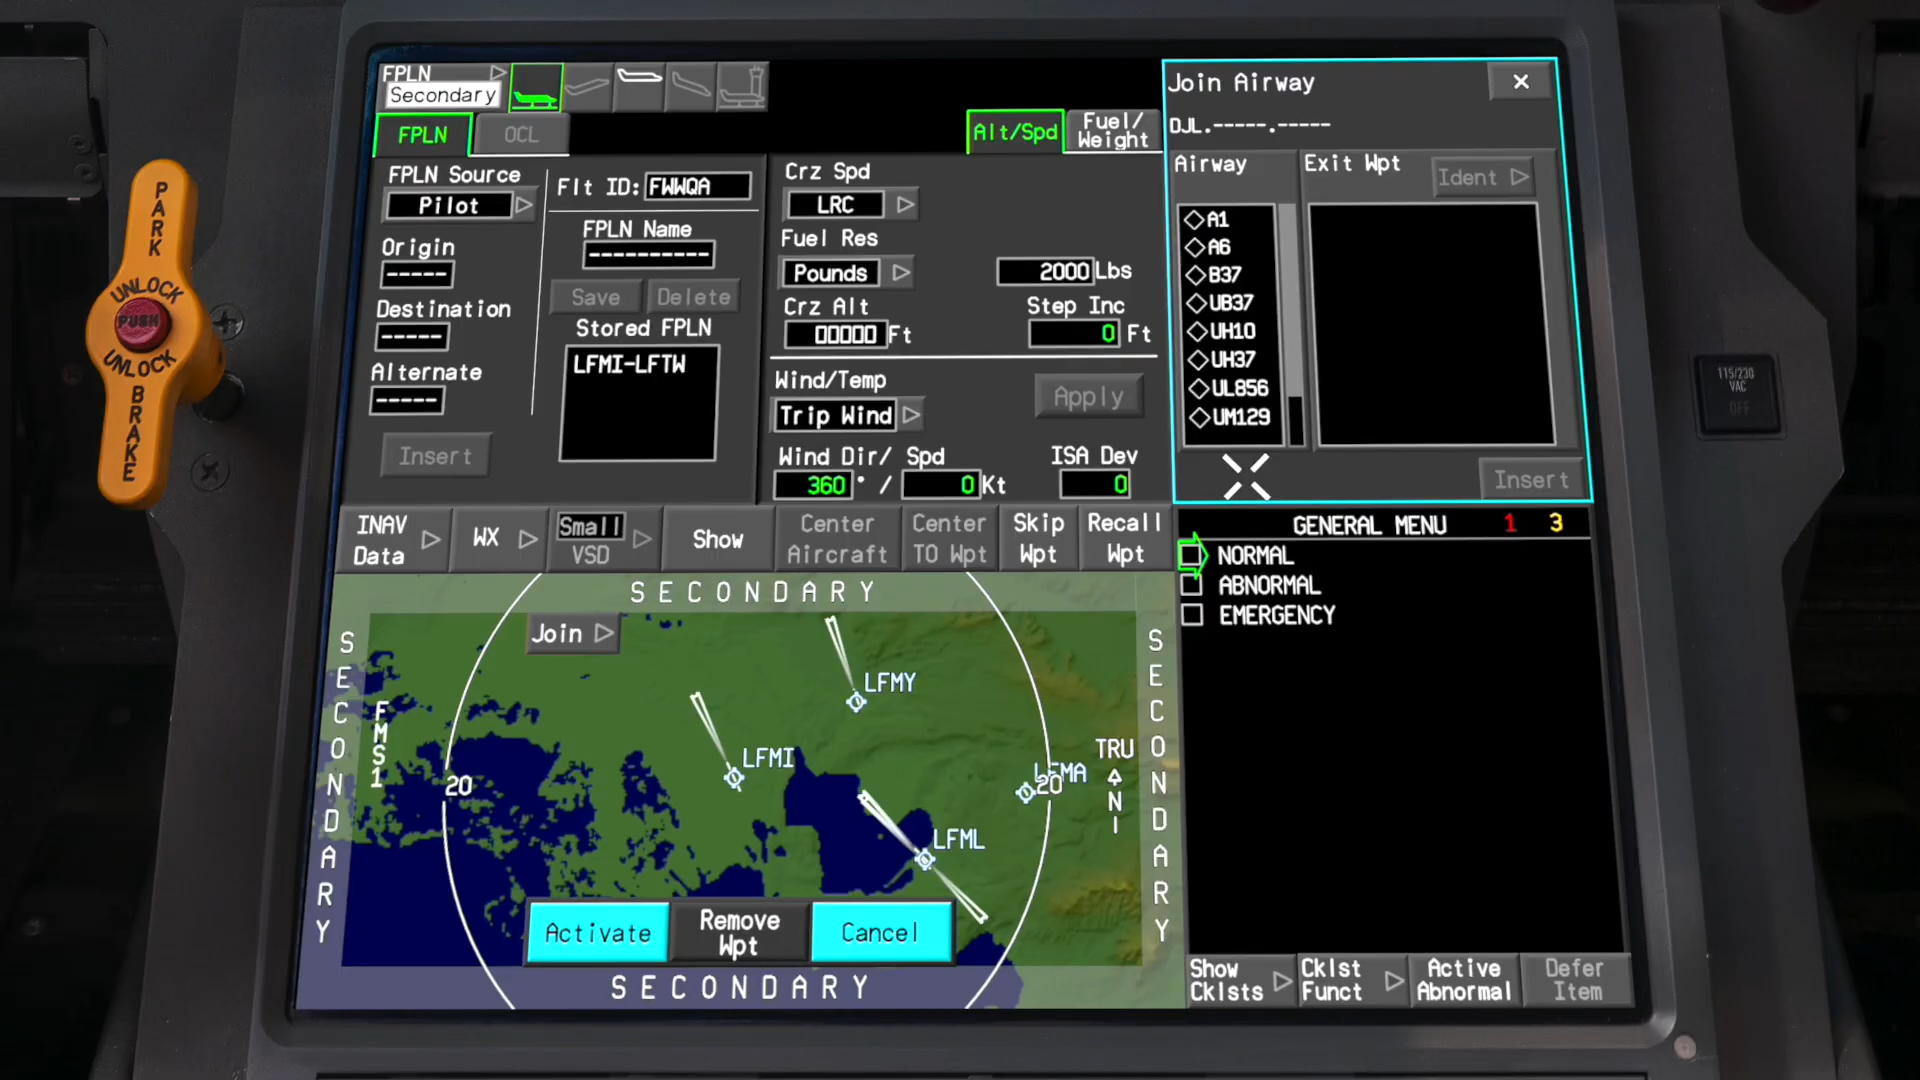 FPLN
Secondary
FPLN
OCL
Alt/Spd
Fuel/
Weight
FPLN Source
Pilot
Origin
-----
Destination
-----
Alternate
-----
Insert
Flt ID: FWWQA
FPLN Name
----------
Save
Delete
Stored FPLN
LFMI-LFTW
Crz Spd
LRC
Fuel Res
Pounds
2000 Lbs
Crz Alt
00000 Ft
Step Inc
0 Ft
Wind/Temp
Trip Wind
Apply
Wind Dir/ Spd
360° / 0 Kt
ISA Dev
0
Join Airway
X
DJL.-----.-----
Airway
Exit Wpt
Ident
A1
A6
B37
UB37
UH10
UH37
UL856
UM129
Insert
INAV
Data
WX
Small
VSD
Show
Center
Aircraft
Center
TO Wpt
Skip
Wpt
Recall
Wpt
SECONDARY
SECONDARY
SECONDARY
SECONDARY
FMS1
Join
LFMY
LFMI
LFMA
LFML
20
20
TRU
N
Activate
Remove
Wpt
Cancel
GENERAL MENU 1 3
NORMAL
ABNORMAL
EMERGENCY
Show
Cklsts
Cklst
Funct
Active
Abnormal
Defer
Item
PARK
UNLOCK
PUSH
UNLOCK
BRAKE
115/230
VAC
OFF